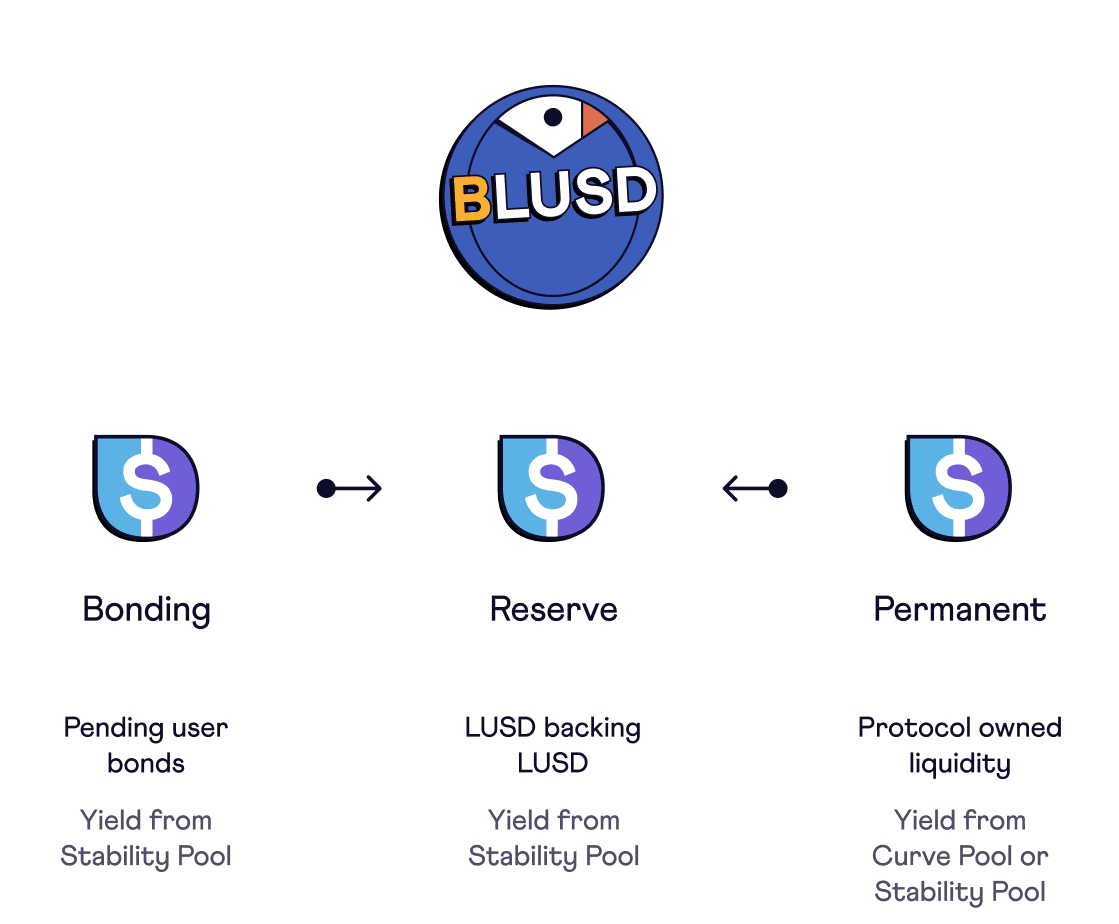 BLUSD
Bonding
Reserve
Permanent
Pending user
bonds
LUSD backing
LUSD
Protocol owned
liquidity
Yield from
Stability Pool
Yield from
Stability Pool
Yield from
Curve Pool or
Stability Pool